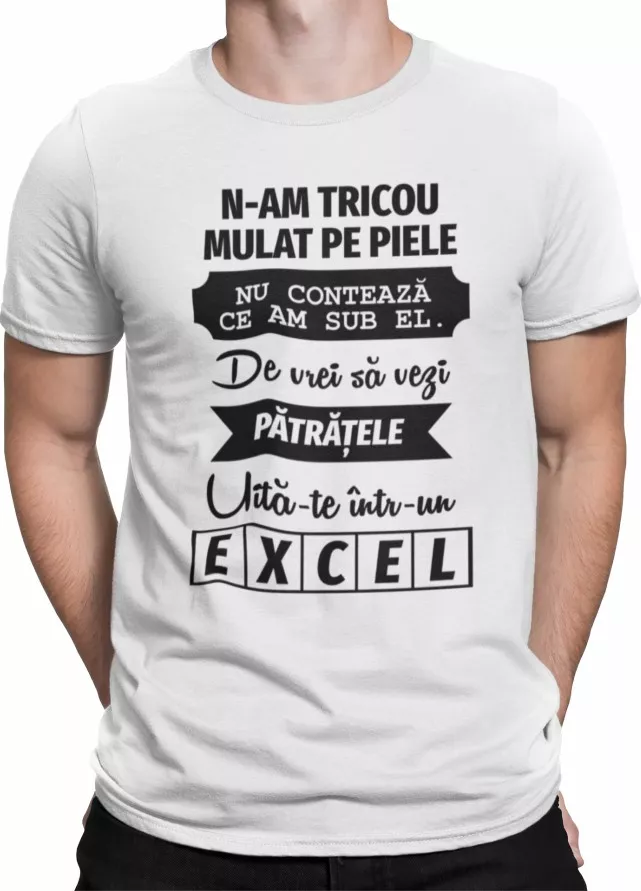 N-AM TRICOU
MULAT PE PIELE
NU CONTEAZĂ
CE AM SUB EL.
De vrei să vezi
PĂTRĂȚELE
Uită-te într-un
EXCEL